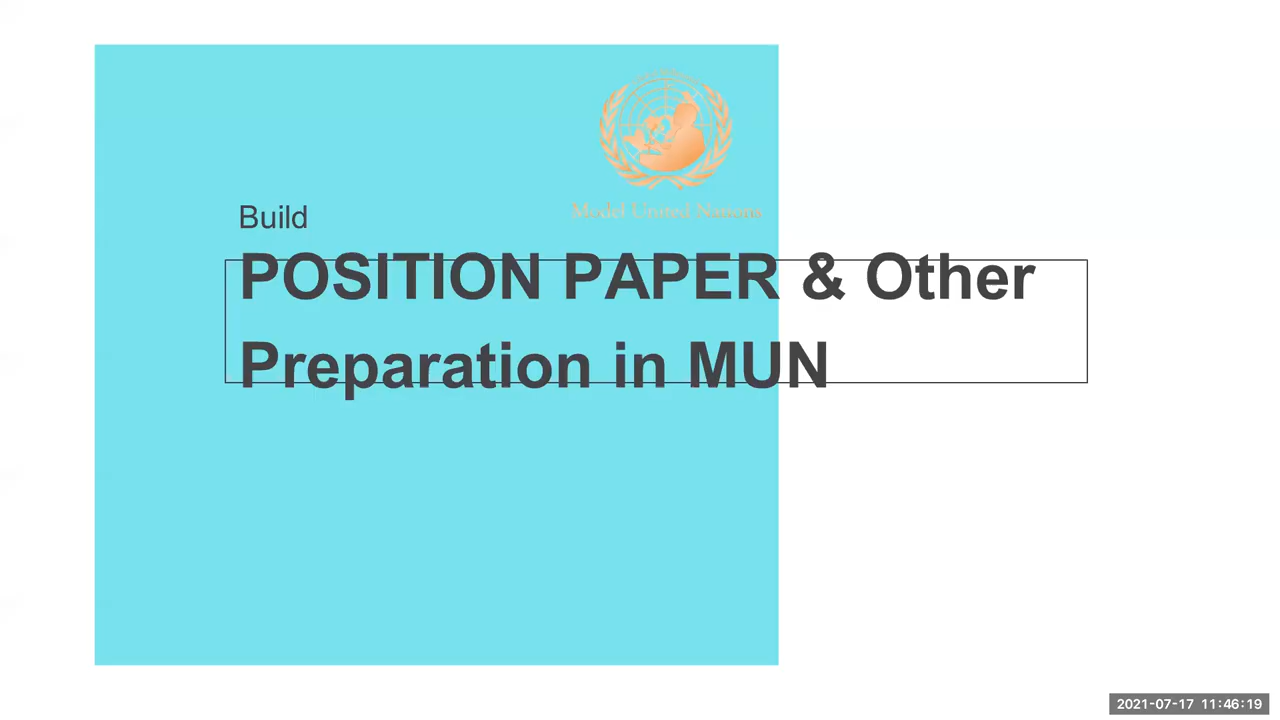 Model United Nations
Build
POSITION PAPER & Other
Preparation in MUN
2021-07-17 11:46:19